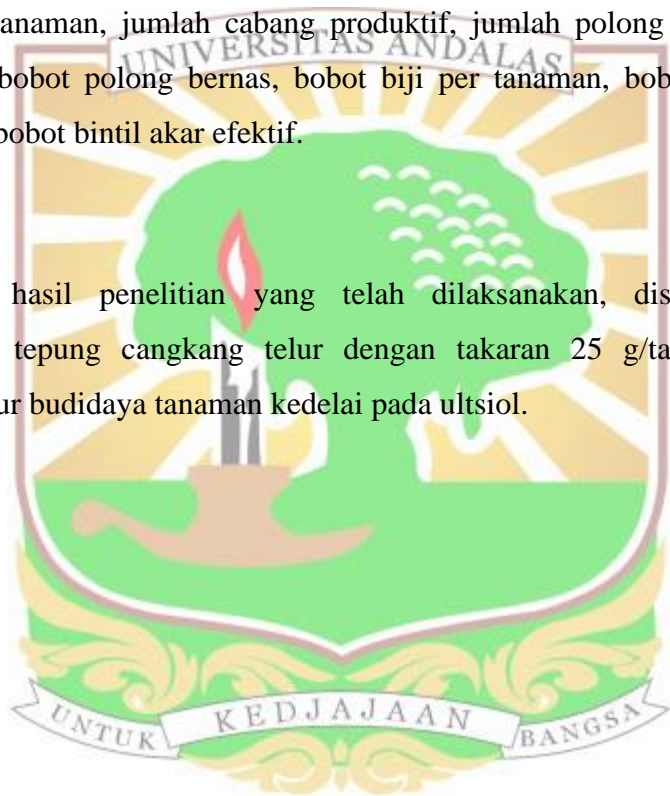 anaman, jumlah cabang produktif, jumlah polong
UNIVERSITAS ANDALAS
bobot polong bernas, bobot biji per tanaman, bob
bobot bintil akar efektif.
hasil penelitian yang telah dilaksanakan, dis
tepung cangkang telur dengan takaran 25 g/ta
ur budidaya tanaman kedelai pada ultsiol.
UNTUK KEDJAJAAN BANGSA